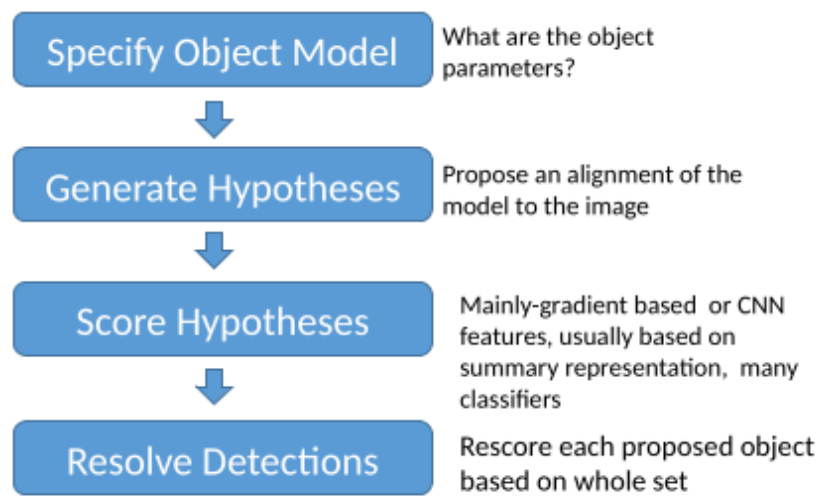 Specify Object Model
What are the object
parameters?
Generate Hypotheses
Propose an alignment of the
model to the image
Score Hypotheses
Mainly-gradient based or CNN
features, usually based on
summary representation, many
classifiers
Resolve Detections
Rescore each proposed object
based on whole set